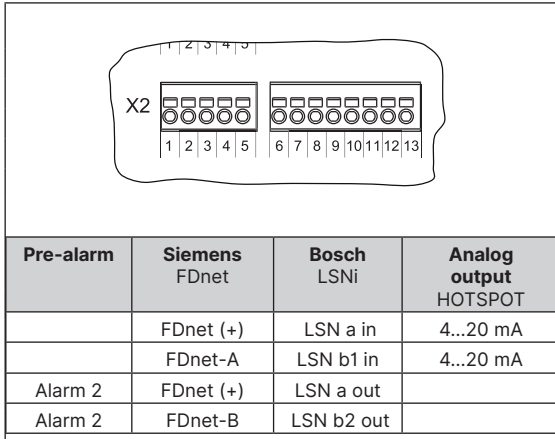 1 2 3 4 5
X2
1 2 3 4 5 6 7 8 9 10 11 12 13
Pre-alarm Siemens FDnet Bosch LSNi Analog output HOTSPOT
FDnet (+) LSN a in 4...20 mA
FDnet-A LSN b1 in 4...20 mA
Alarm 2 FDnet (+) LSN a out
Alarm 2 FDnet-B LSN b2 out